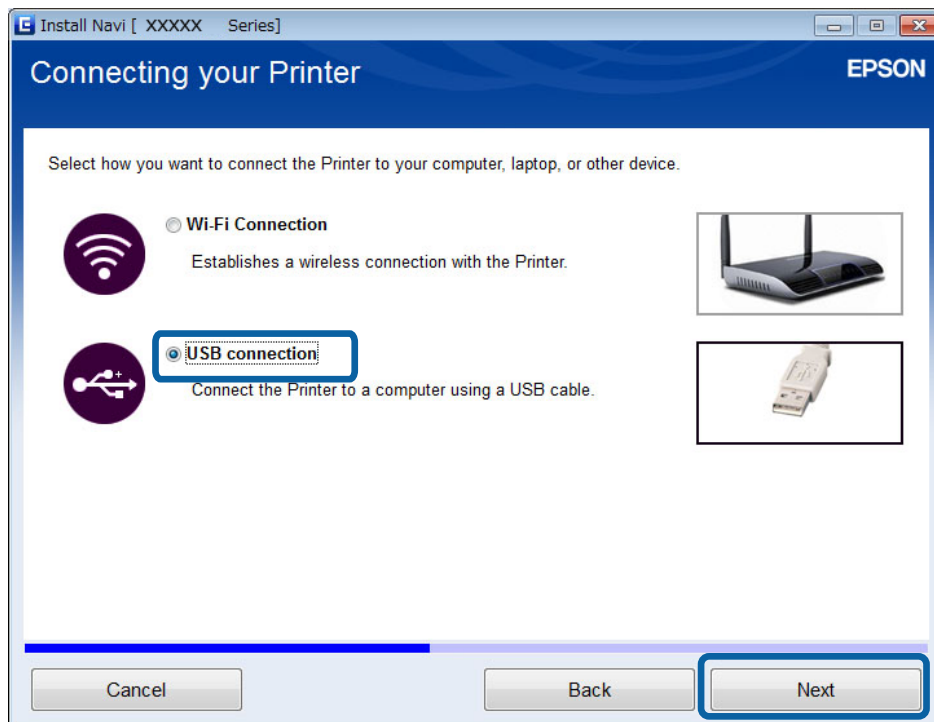 Install Navi [ XXXXX Series]
Connecting your Printer
EPSON
Select how you want to connect the Printer to your computer, laptop, or other device.
Wi-Fi Connection
Establishes a wireless connection with the Printer.
USB connection
Connect the Printer to a computer using a USB cable.
Cancel
Back
Next